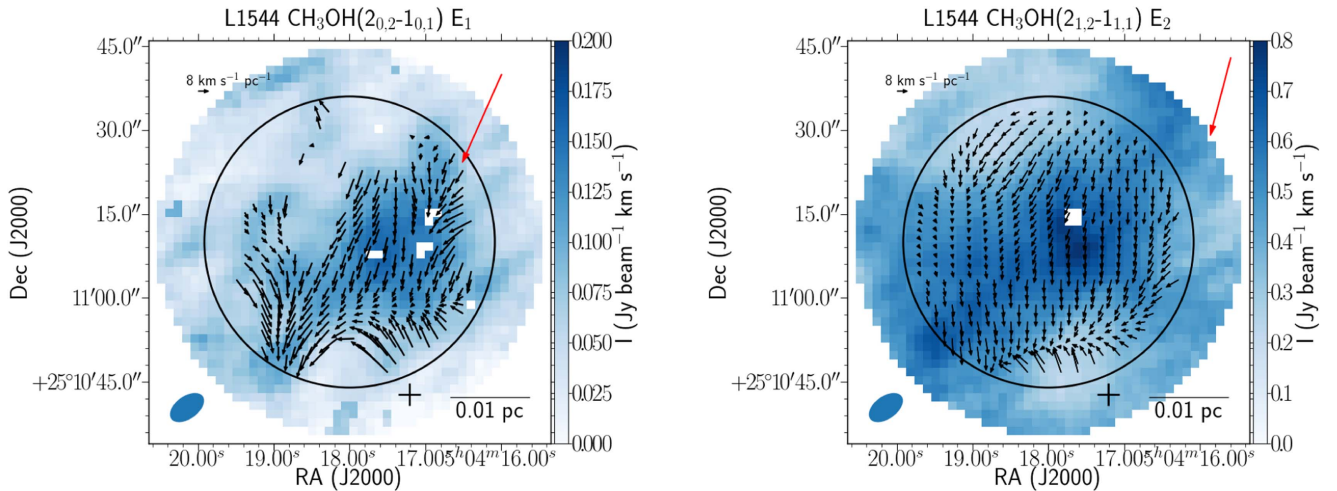 L1544 CH₃OH(2₀,₂-1₀,₁) E₁
45.0″
30.0″
15.0″
11′00.0″
+25°10′45.0″
Dec (J2000)
8 km s⁻¹ pc⁻¹
0.01 pc
20.00ˢ 19.00ˢ 18.00ˢ 17.00ˢ 5ʰ04ᵐ16.00ˢ
RA (J2000)
0.200
0.175
0.150
0.125
0.100
0.075
0.050
0.025
0.000
I (Jy beam⁻¹ km s⁻¹)
L1544 CH₃OH(2₁,₂-1₁,₁) E₂
45.0″
30.0″
15.0″
11′00.0″
+25°10′45.0″
Dec (J2000)
8 km s⁻¹ pc⁻¹
0.01 pc
20.00ˢ 19.00ˢ 18.00ˢ 17.00ˢ 5ʰ04ᵐ16.00ˢ
RA (J2000)
0.8
0.7
0.6
0.5
0.4
0.3
0.2
0.1
0.0
I (Jy beam⁻¹ km s⁻¹)